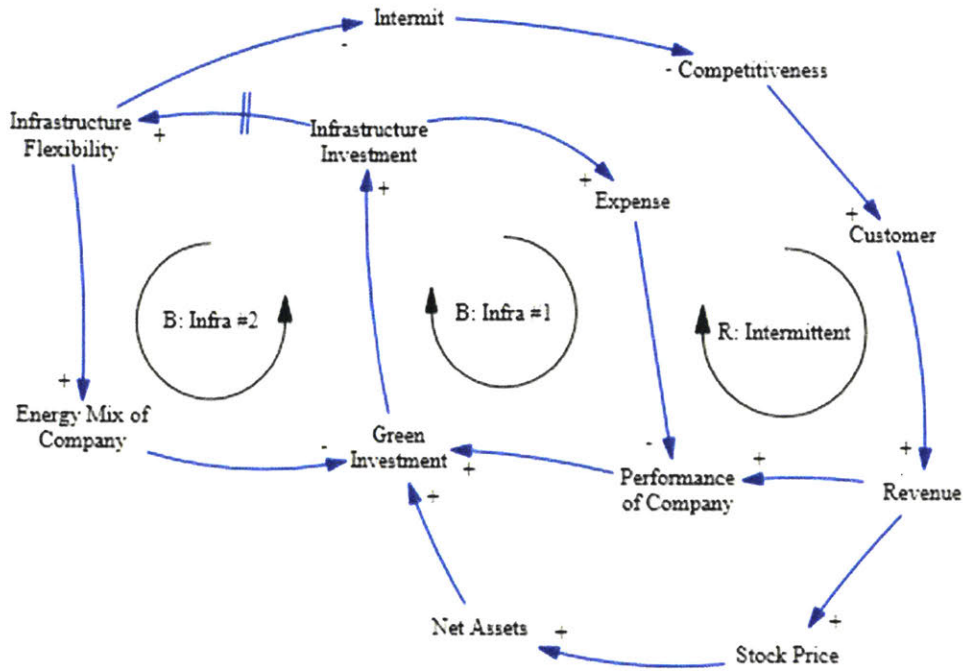 Intermit
-
- Competitiveness
Infrastructure
Flexibility
+
Infrastructure
Investment
+
+
Expense
+
Customer
B: Infra #2
B: Infra #1
R: Intermittent
+
Energy Mix of
Company
-
Green
Investment
+
+
-
Performance
of Company
+
+
Revenue
Net Assets
+
+
Stock Price